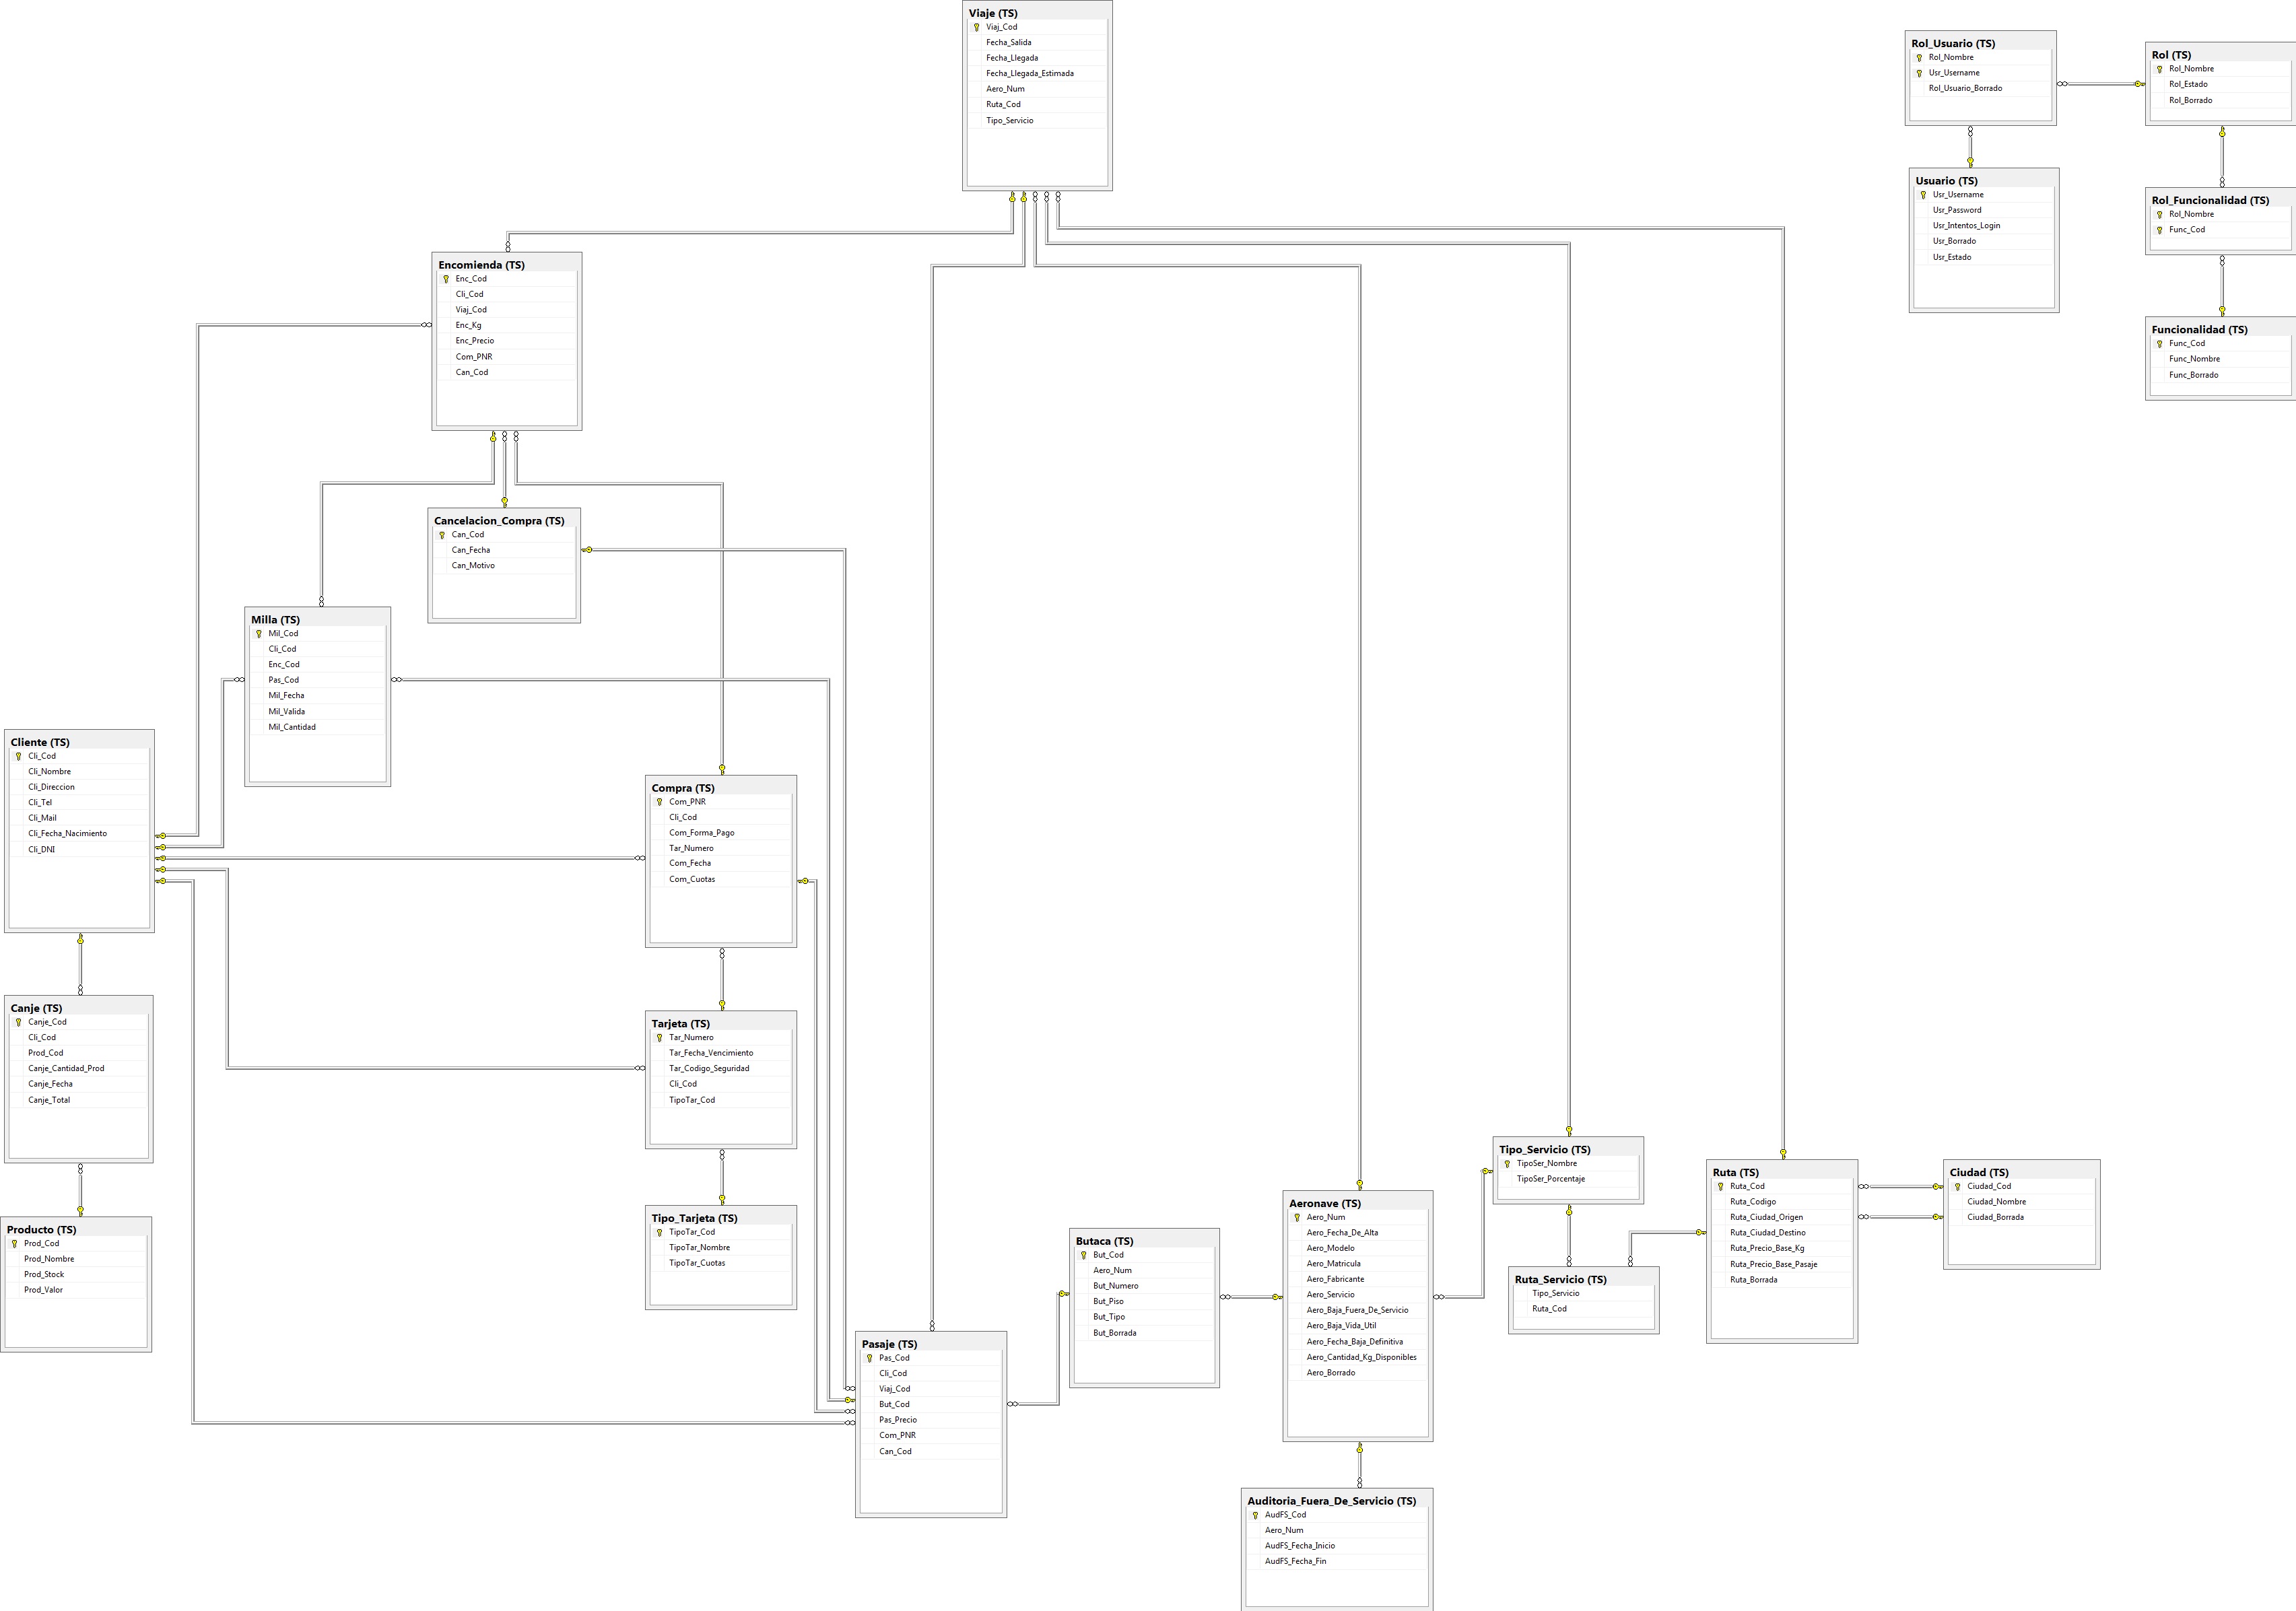 Viaje (TS)
Viaj_Cod
Fecha_Salida
Fecha_Llegada
Fecha_Llegada_Estimada
Aero_Num
Ruta_Cod
Tipo_Servicio
Rol_Usuario (TS)
Rol_Nombre
Usr_Username
Rol_Usuario_Borrado
Rol (TS)
Rol_Nombre
Rol_Estado
Rol_Borrado
Usuario (TS)
Usr_Username
Usr_Password
Usr_Intentos_Login
Usr_Borrado
Usr_Estado
Rol_Funcionalidad (TS)
Rol_Nombre
Func_Cod
Funcionalidad (TS)
Func_Cod
Func_Nombre
Func_Borrado
Encomienda (TS)
Enc_Cod
Cli_Cod
Viaj_Cod
Enc_Kg
Enc_Precio
Com_PNR
Can_Cod
Cancelacion_Compra (TS)
Can_Cod
Can_Fecha
Can_Motivo
Milla (TS)
Mil_Cod
Cli_Cod
Enc_Cod
Pas_Cod
Mil_Fecha
Mil_Valida
Mil_Cantidad
Cliente (TS)
Cli_Cod
Cli_Nombre
Cli_Direccion
Cli_Tel
Cli_Mail
Cli_Fecha_Nacimiento
Cli_DNI
Compra (TS)
Com_PNR
Cli_Cod
Com_Forma_Pago
Tar_Numero
Com_Fecha
Com_Cuotas
Canje (TS)
Canje_Cod
Cli_Cod
Prod_Cod
Canje_Cantidad_Prod
Canje_Fecha
Canje_Total
Tarjeta (TS)
Tar_Numero
Tar_Fecha_Vencimiento
Tar_Codigo_Seguridad
Cli_Cod
TipoTar_Cod
Producto (TS)
Prod_Cod
Prod_Nombre
Prod_Stock
Prod_Valor
Tipo_Tarjeta (TS)
TipoTar_Cod
TipoTar_Nombre
TipoTar_Cuotas
Pasaje (TS)
Pas_Cod
Cli_Cod
Viaj_Cod
But_Cod
Pas_Precio
Com_PNR
Can_Cod
Butaca (TS)
But_Cod
Aero_Num
But_Numero
But_Piso
But_Tipo
But_Borrada
Aeronave (TS)
Aero_Num
Aero_Fecha_De_Alta
Aero_Modelo
Aero_Matricula
Aero_Fabricante
Aero_Servicio
Aero_Baja_Fuera_De_Servicio
Aero_Baja_Vida_Util
Aero_Fecha_Baja_Definitiva
Aero_Cantidad_Kg_Disponibles
Aero_Borrado
Tipo_Servicio (TS)
TipoSer_Nombre
TipoSer_Porcentaje
Ruta_Servicio (TS)
Tipo_Servicio
Ruta_Cod
Ruta (TS)
Ruta_Cod
Ruta_Codigo
Ruta_Ciudad_Origen
Ruta_Ciudad_Destino
Ruta_Precio_Base_Kg
Ruta_Precio_Base_Pasaje
Ruta_Borrada
Ciudad (TS)
Ciudad_Cod
Ciudad_Nombre
Ciudad_Borrada
Auditoria_Fuera_De_Servicio (TS)
AudFS_Cod
Aero_Num
AudFS_Fecha_Inicio
AudFS_Fecha_Fin